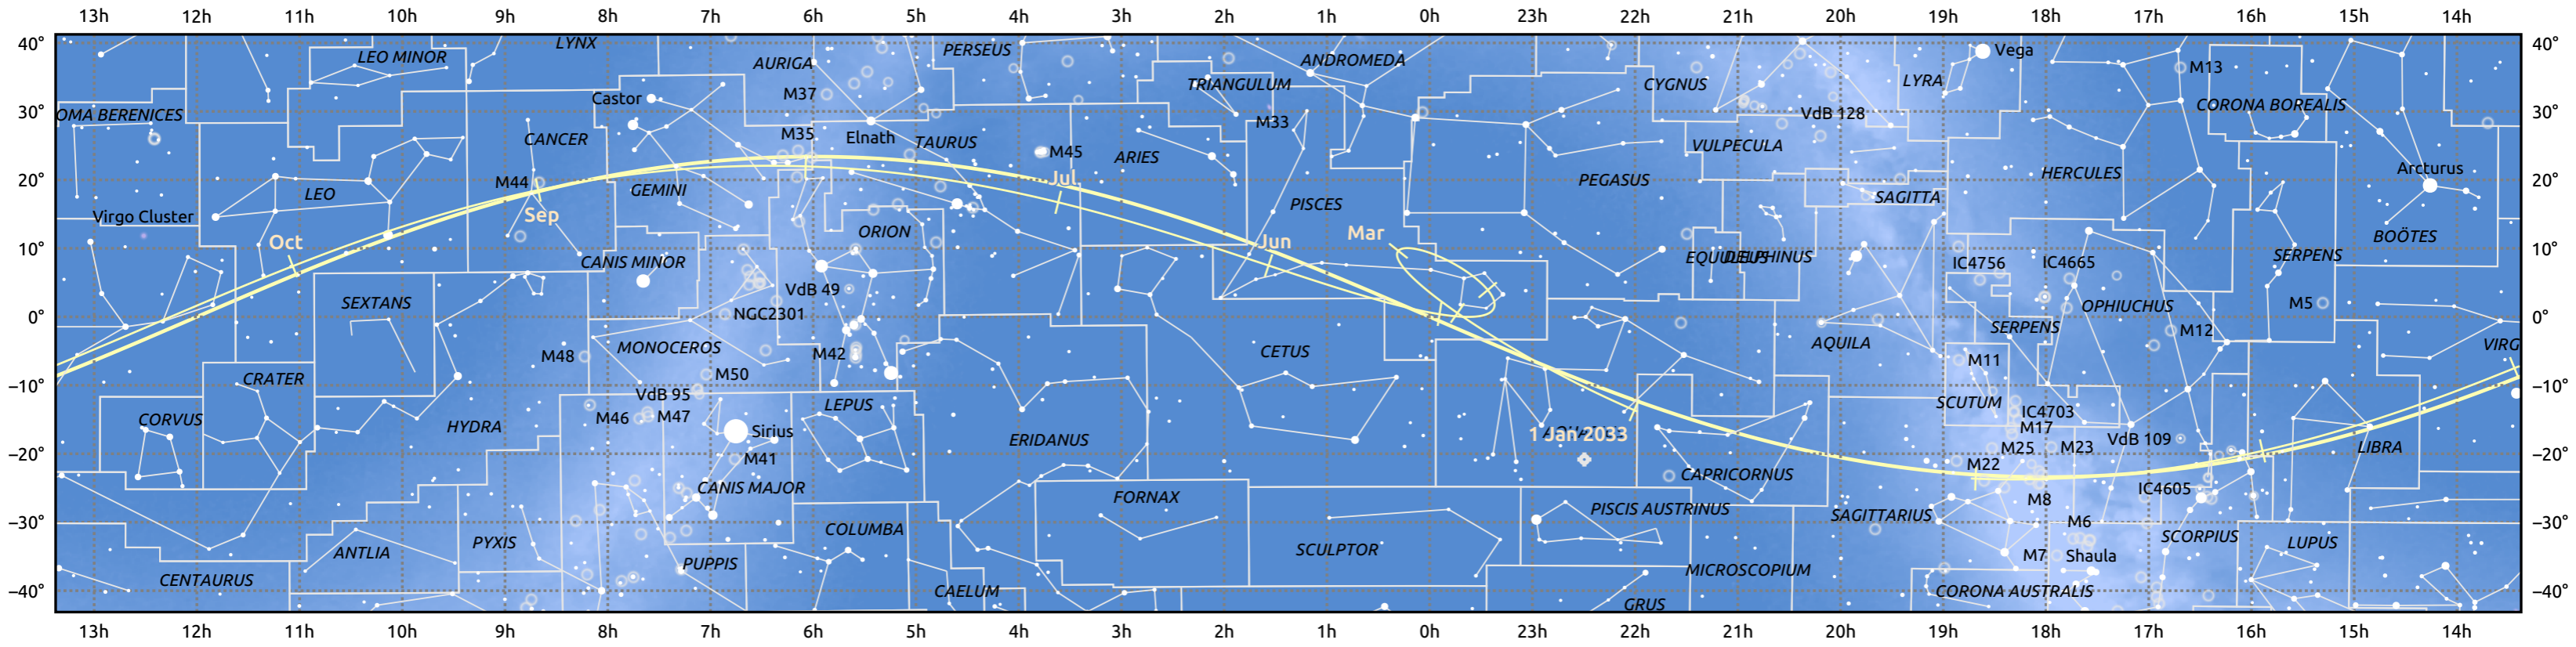 13h 12h 11h 10h 9h 8h 7h 6h 5h 4h 3h 2h 1h 0h 23h 22h 21h 20h 19h 18h 17h 16h 15h 14h
40° LYNX 40°
LEO MINOR AURIGA PERSEUS ANDROMEDA Vega
TRIANGULUM CYGNUS LYRA M13
Castor M37 CORONA BOREALIS
30° OMA BERENICES M33 VdB 128 30°
CANCER M35 Elnath TAURUS VULPECULA
M45 ARIES
20° M44 GEMINI Jul PEGASUS HERCULES Arcturus 20°
LEO SAGITTA
Virgo Cluster Sep PISCES
ORION Mar BOÖTES
10° Oct Jun 10°
CANIS MINOR EQUULEUS DELPHINUS IC4756 IC4665 SERPENS
SEXTANS VdB 49 OPHIUCHUS M5
0° NGC2301 SERPENS M12 0°
M48 MONOCEROS M42 CETUS AQUILA M11 VIRG
−10° CRATER M50 −10°
VdB 95 LEPUS SCUTUM
CORVUS M46 M47 IC4703
HYDRA Sirius ERIDANUS 1 Jan 2033 M17 VdB 109
M25 M23 LIBRA
−20° M41 M22 −20°
CANIS MAJOR FORNAX CAPRICORNUS M8 IC4605
−30° COLUMBA PISCIS AUSTRINUS SAGITTARIUS M6 −30°
ANTLIA PYXIS SCULPTOR SCORPIUS LUPUS
PUPPIS M7 Shaula
CENTAURUS MICROSCOPIUM
−40° CAELUM CORONA AUSTRALIS −40°
GRUS
13h 12h 11h 10h 9h 8h 7h 6h 5h 4h 3h 2h 1h 0h 23h 22h 21h 20h 19h 18h 17h 16h 15h 14h